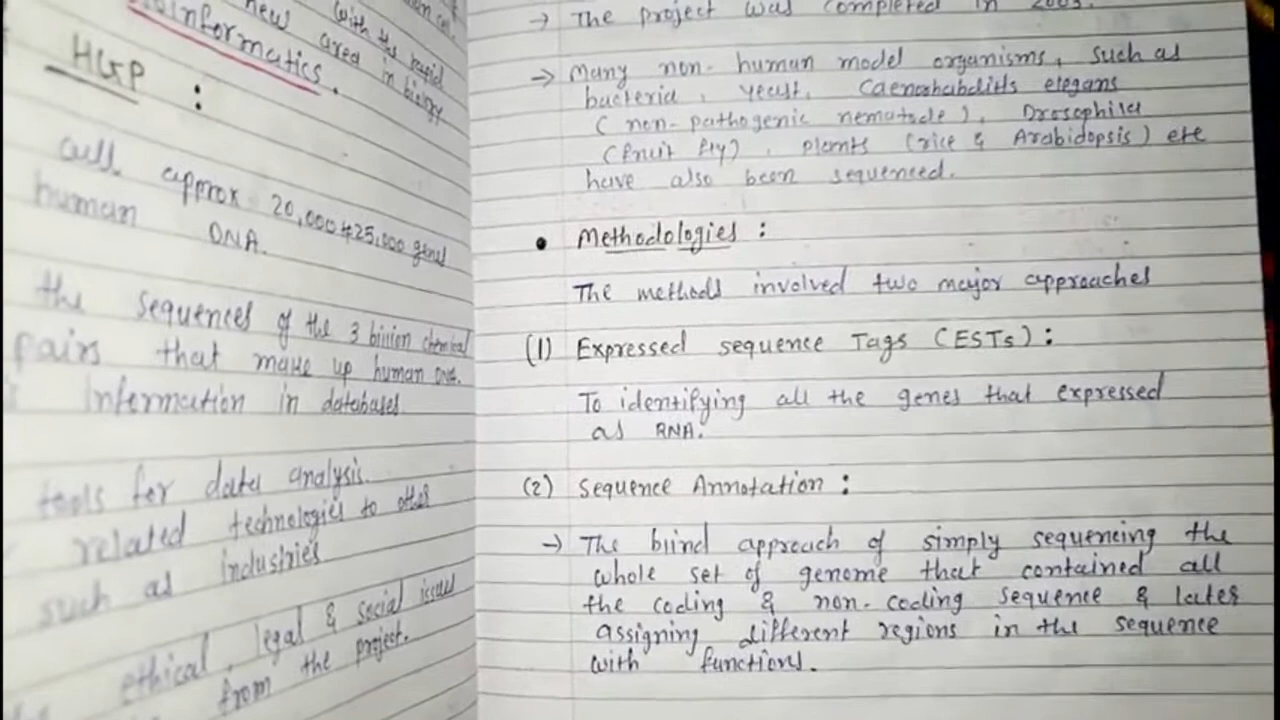 new
with the rapid
area in biology
informatics.
HGP :
all approx 20,000 25,000 genes
human DNA.
the sequences of the 3 billion chemical
pairs that make up human DNA.
information in databases
tools for data analysis.
related technologies to other
such as industries
ethical, legal & social issues
from the project.
→ The project was completed in 2003.
→ Many non-human model organisms, such as
bacteria, yeast,
(non-pathogenic nematode), Drosophila
(fruit fly), plants (rice & Arabidopsis) etc
have also been sequenced.
• Methodologies :
The methods involved two major approaches
(1) Expressed sequence Tags (ESTs) :
To identifying all the genes that expressed
as RNA.
(2) Sequence Annotation :
→ The blind approach of simply sequencing the
whole set of genome that contained all
the coding & non-coding sequence & later
assigning different regions in the sequence
with functions.